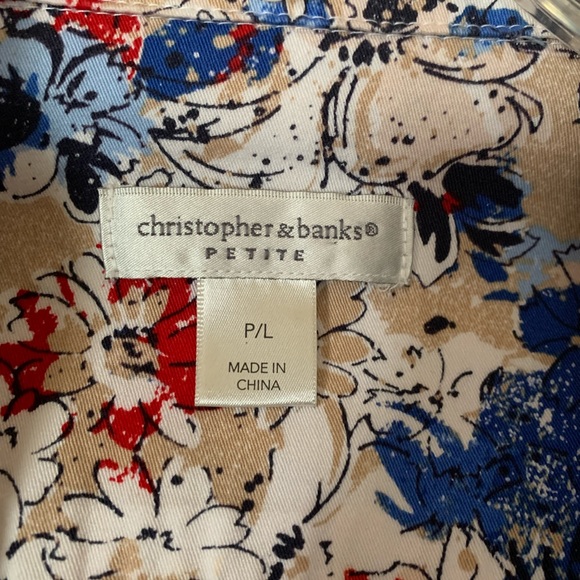 christopher & banks®
PETITE
P/L
MADE IN
CHINA